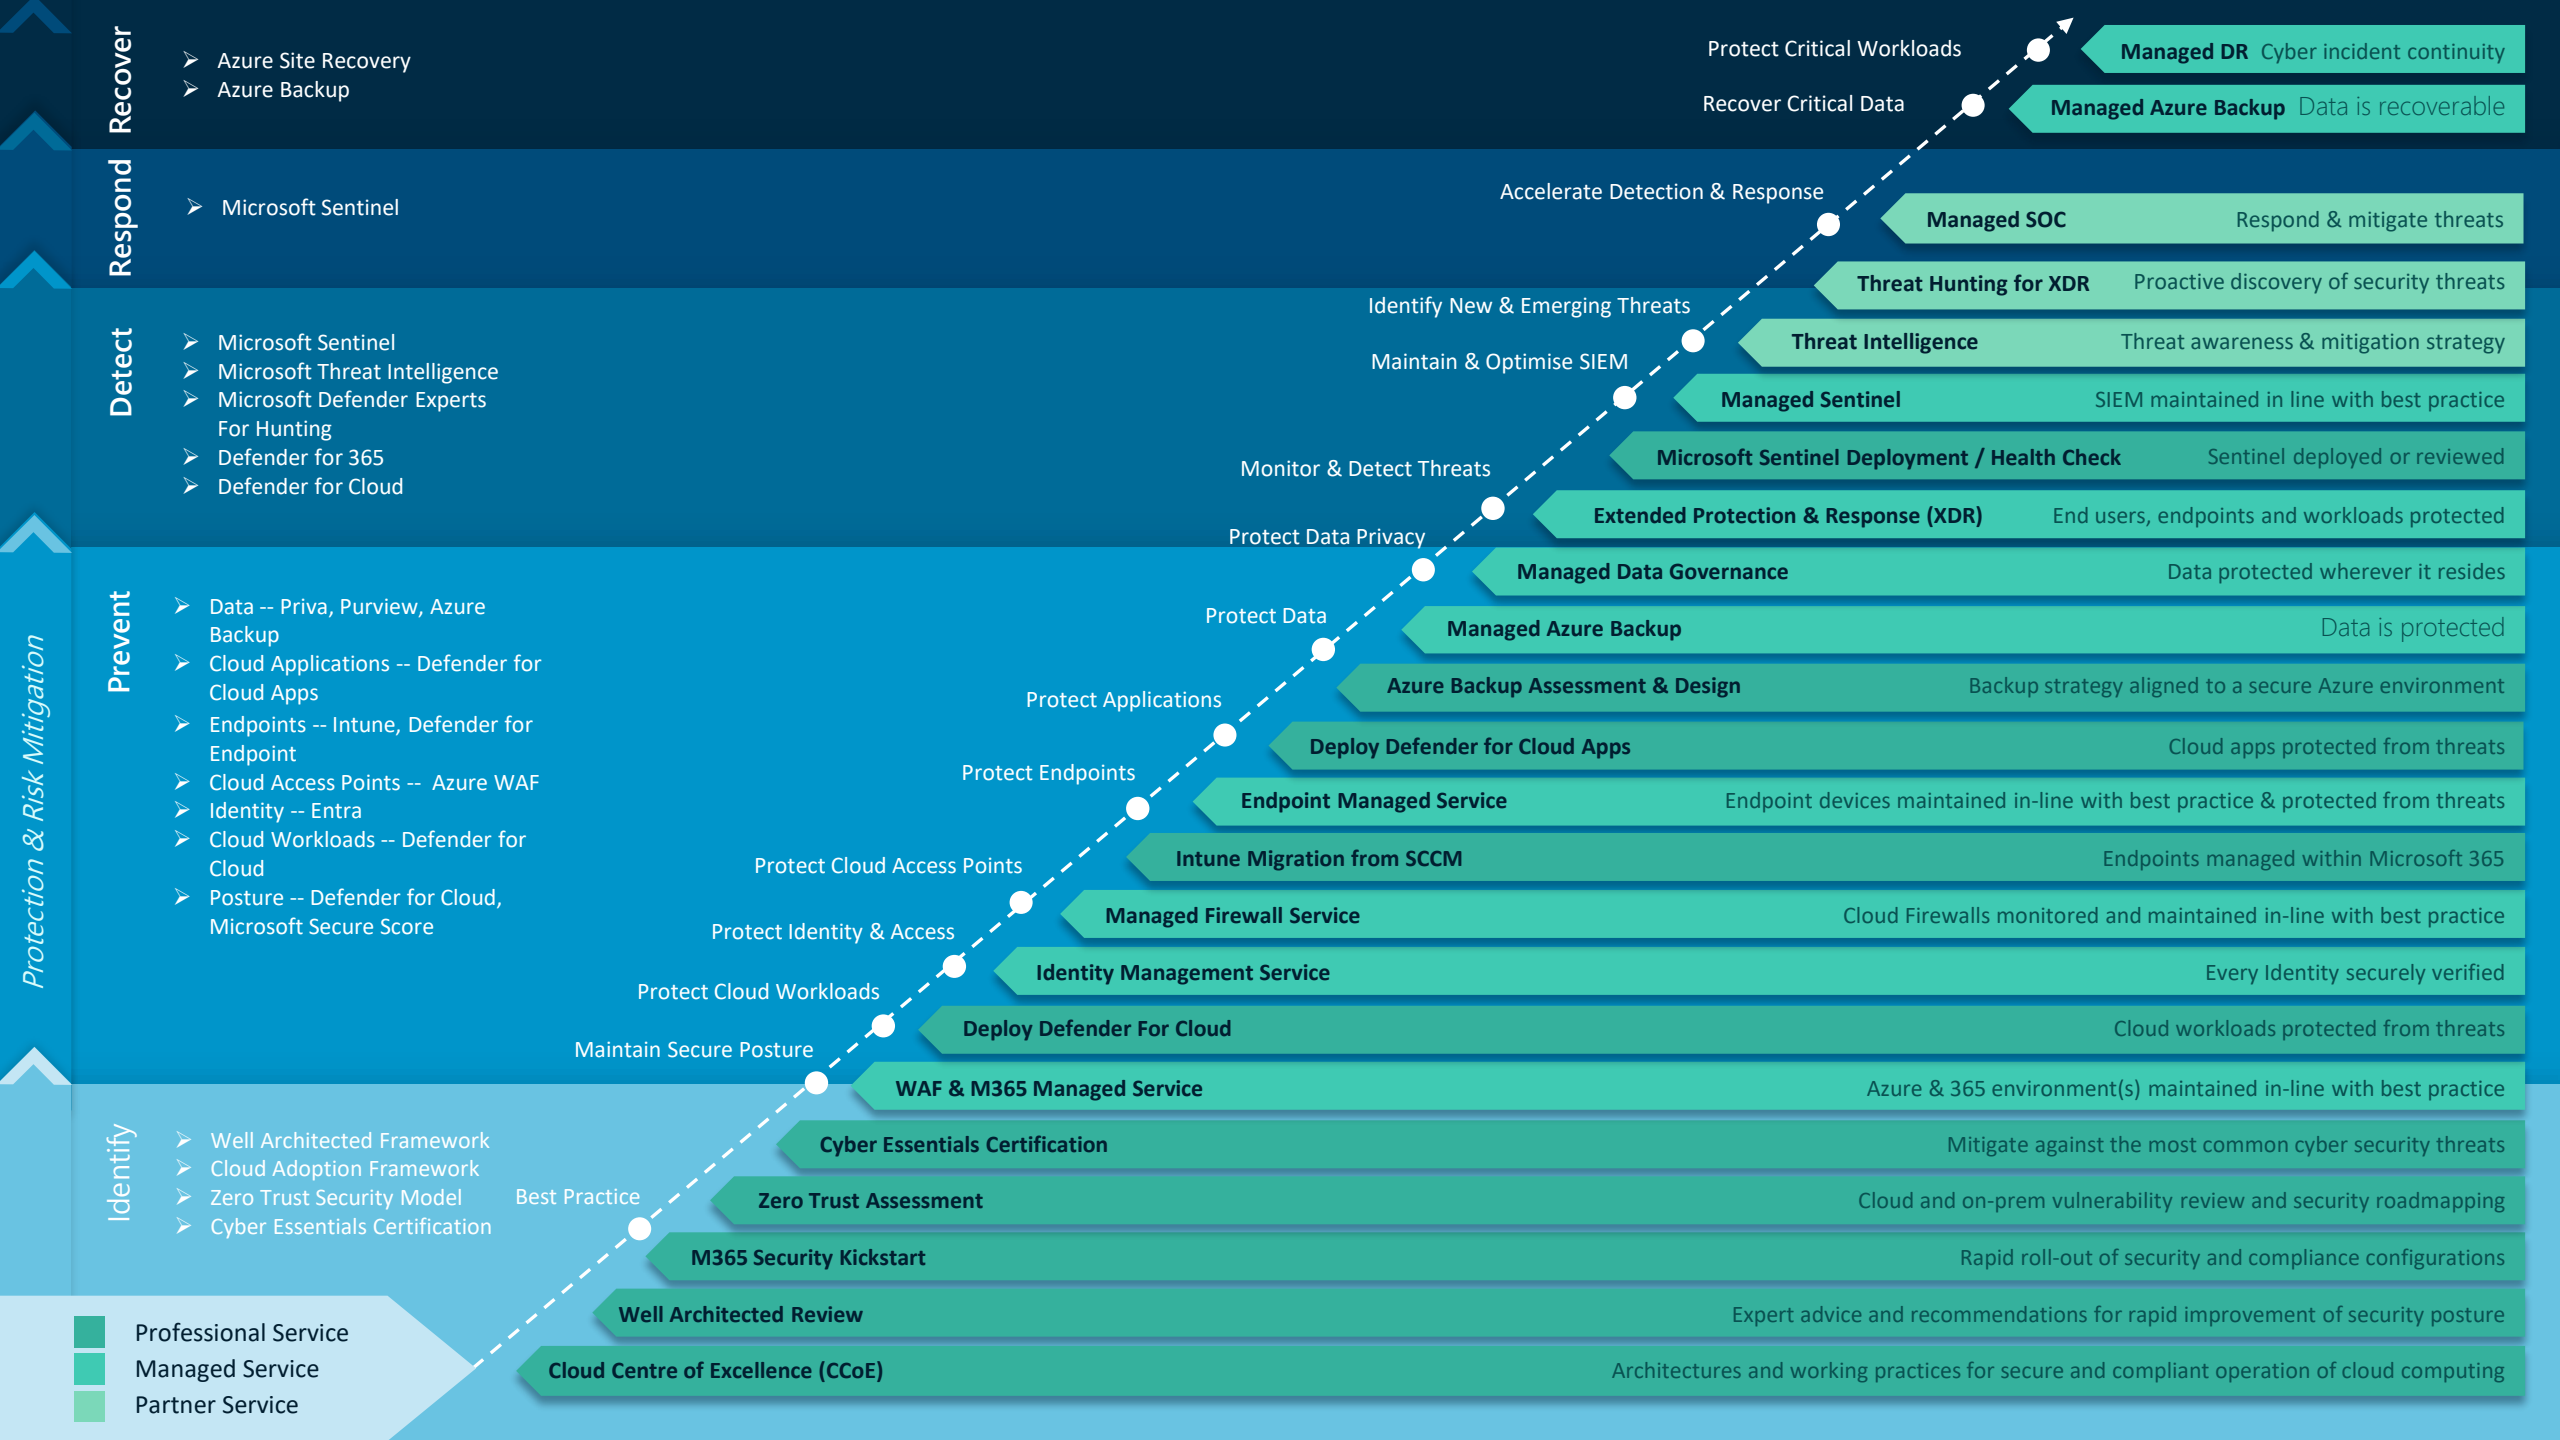 Recover
➢ Azure Site Recovery
➢ Azure Backup
Protect Critical Workloads
Managed DR Cyber incident continuity
Recover Critical Data
Managed Azure Backup Data is recoverable
Respond
➢ Microsoft Sentinel
Accelerate Detection & Response
Managed SOC Respond & mitigate threats
Threat Hunting for XDR Proactive discovery of security threats
Detect
➢ Microsoft Sentinel
➢ Microsoft Threat Intelligence
➢ Microsoft Defender Experts
For Hunting
➢ Defender for 365
➢ Defender for Cloud
Identify New & Emerging Threats
Threat Intelligence Threat awareness & mitigation strategy
Maintain & Optimise SIEM
Managed Sentinel SIEM maintained in line with best practice
Microsoft Sentinel Deployment / Health Check Sentinel deployed or reviewed
Monitor & Detect Threats
Extended Protection & Response (XDR) End users, endpoints and workloads protected
Protect Data Privacy
Managed Data Governance Data protected wherever it resides
Prevent
➢ Data -- Priva, Purview, Azure
Backup
➢ Cloud Applications -- Defender for
Cloud Apps
➢ Endpoints -- Intune, Defender for
Endpoint
➢ Cloud Access Points -- Azure WAF
➢ Identity -- Entra
➢ Cloud Workloads -- Defender for
Cloud
➢ Posture -- Defender for Cloud,
Microsoft Secure Score
Protect Data
Managed Azure Backup Data is protected
Azure Backup Assessment & Design Backup strategy aligned to a secure Azure environment
Protect Applications
Deploy Defender for Cloud Apps Cloud apps protected from threats
Protect Endpoints
Endpoint Managed Service Endpoint devices maintained in-line with best practice & protected from threats
Intune Migration from SCCM Endpoints managed within Microsoft 365
Protect Cloud Access Points
Managed Firewall Service Cloud Firewalls monitored and maintained in-line with best practice
Protect Identity & Access
Identity Management Service Every Identity securely verified
Protect Cloud Workloads
Deploy Defender For Cloud Cloud workloads protected from threats
Maintain Secure Posture
WAF & M365 Managed Service Azure & 365 environment(s) maintained in-line with best practice
Protection & Risk Mitigation
Identify
➢ Well Architected Framework
➢ Cloud Adoption Framework
➢ Zero Trust Security Model
➢ Cyber Essentials Certification
Best Practice
Cyber Essentials Certification Mitigate against the most common cyber security threats
Zero Trust Assessment Cloud and on-prem vulnerability review and security roadmapping
M365 Security Kickstart Rapid roll-out of security and compliance configurations
Well Architected Review Expert advice and recommendations for rapid improvement of security posture
Cloud Centre of Excellence (CCoE) Architectures and working practices for secure and compliant operation of cloud computing
Professional Service
Managed Service
Partner Service